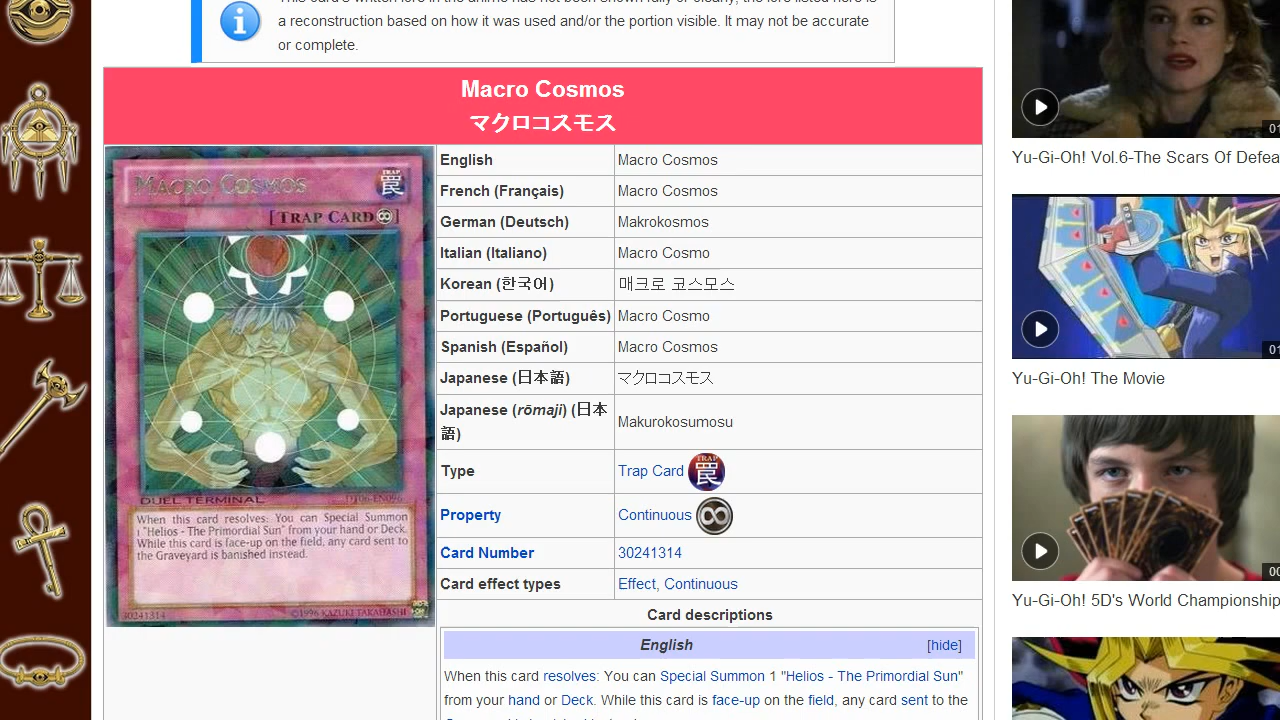 a reconstruction based on how it was used and/or the portion visible. It may not be accurate
or complete.
Macro Cosmos
マクロコスモス
MACRO COSMOS
TRAP
罠
[TRAP CARD ]
DUEL TERMINAL
DT06-EN096
When this card resolves: You can Special Summon
1 "Helios - The Primordial Sun" from your hand or Deck.
While this card is face-up on the field, any card sent to
the Graveyard is banished instead.
30241314
©1996 KAZUKI TAKAHASHI
English Macro Cosmos
French (Français) Macro Cosmos
German (Deutsch) Makrokosmos
Italian (Italiano) Macro Cosmo
Korean (한국어) 매크로 코스모스
Portuguese (Português) Macro Cosmo
Spanish (Español) Macro Cosmos
Japanese (日本語) マクロコスモス
Japanese (rōmaji) (日本
語) Makurokosumosu
Type Trap Card TRAP 罠
Property Continuous
Card Number 30241314
Card effect types Effect, Continuous
Card descriptions
English [hide]
When this card resolves: You can Special Summon 1 "Helios - The Primordial Sun"
from your hand or Deck. While this card is face-up on the field, any card sent to the
01
Yu-Gi-Oh! Vol.6-The Scars Of Defea
01
Yu-Gi-Oh! The Movie
00
Yu-Gi-Oh! 5D's World Championship